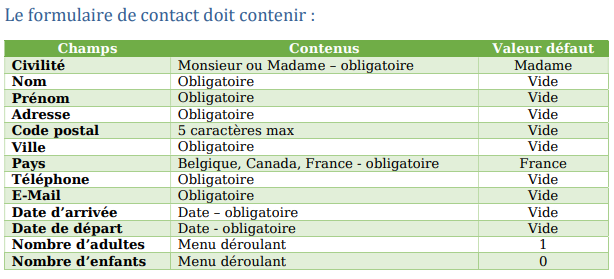 Le formulaire de contact doit contenir :
Champs Contenus Valeur défaut
Civilité Monsieur ou Madame – obligatoire Madame
Nom Obligatoire Vide
Prénom Obligatoire Vide
Adresse Obligatoire Vide
Code postal 5 caractères max Vide
Ville Obligatoire Vide
Pays Belgique, Canada, France - obligatoire France
Téléphone Obligatoire Vide
E-Mail Obligatoire Vide
Date d’arrivée Date – obligatoire Vide
Date de départ Date - obligatoire Vide
Nombre d’adultes Menu déroulant 1
Nombre d’enfants Menu déroulant 0